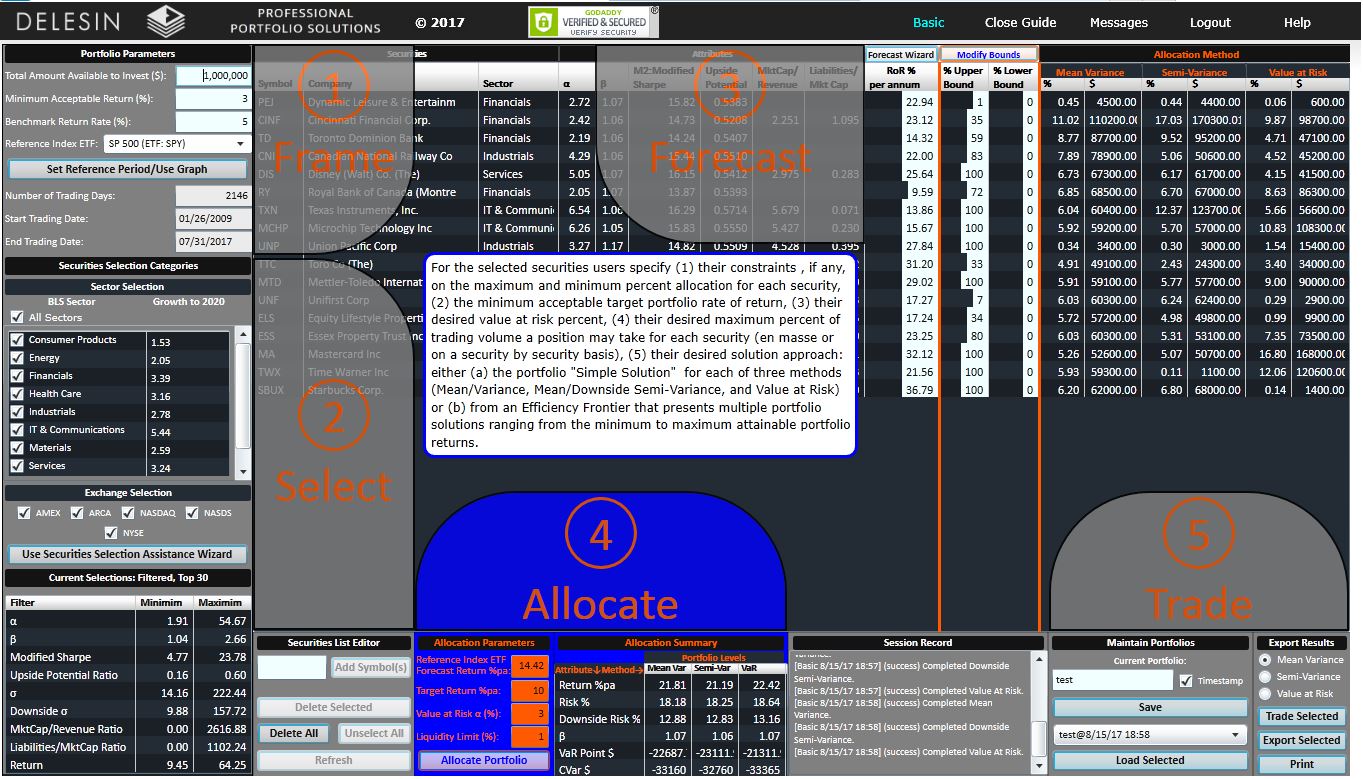 DELESIN
PROFESSIONAL
PORTFOLIO SOLUTIONS
© 2017
GODADDY
VERIFIED & SECURED
VERIFY SECURITY
Basic Close Guide Messages Logout Help
Portfolio Parameters
Total Amount Available to Invest ($): 1,000,000
Minimum Acceptable Return (%): 3
Benchmark Return Rate (%): 5
Reference Index ETF: SP 500 (ETF: SPY)
Set Reference Period/Use Graph
Number of Trading Days: 2146
Start Trading Date: 01/26/2009
End Trading Date: 07/31/2017
Securities Selection Categories
Sector Selection
BLS Sector Growth to 2020
All Sectors
Consumer Products 1.53
Energy 2.05
Financials 3.39
Health Care 3.16
Industrials 2.78
IT & Communications 5.44
Materials 2.59
Services 3.24
Exchange Selection
AMEX ARCA NASDAQ NASDS
NYSE
Use Securities Selection Assistance Wizard
Current Selections: Filtered, Top 30
Filter Minimim Maximim
α 1.91 54.67
β 1.04 2.66
Modified Sharpe 4.77 23.78
Upside Potential Ratio 0.16 0.60
σ 14.16 222.44
Downside σ 9.88 157.72
MktCap/Revenue Ratio 0.00 2616.88
Liabilities/MktCap Ratio 0.00 1102.24
Return 9.45 64.25
Securities Attributes Forecast Wizard Modify Bounds Allocation Method
Symbol Company Sector α β M2:Modified Sharpe Upside Potential MktCap/ Revenue Liabilities/ Mkt Cap RoR % per annum % Upper Bound % Lower Bound Mean Variance Semi-Variance Value at Risk
% $ % $ % $
PEJ Dynamic Leisure & Entertainm Financials 2.72 1.07 15.82 0.5383 22.94 1 0 0.45 4500.00 0.44 4400.00 0.06 600.00
CINF Cincinnati Financial Corp. Financials 2.42 1.06 14.73 0.5208 2.251 1.095 23.12 35 0 11.02 110200.0 17.03 170300.0 9.87 98700.00
TD Toronto Dominion Bank Financials 2.19 1.06 14.24 0.5407 14.32 59 0 8.77 87700.00 9.52 95200.00 4.71 47100.00
CNI Canadian National Railway Co Industrials 4.29 1.06 15.44 0.5510 22.00 83 0 7.89 78900.00 5.06 50600.00 4.52 45200.00
DIS Disney (Walt) Co. (The) Services 5.05 1.07 16.15 0.5412 2.975 0.283 25.64 100 0 6.73 67300.00 6.17 61700.00 4.15 41500.00
RY Royal Bank of Canada (Montre Financials 2.05 1.07 13.87 0.5393 9.59 72 0 6.85 68500.00 6.70 67000.00 8.63 86300.00
TXN Texas Instruments, Inc. IT & Communi 6.54 1.06 16.29 0.5714 5.679 0.071 13.86 100 0 6.04 60400.00 12.37 123700.0 5.66 56600.00
MCHP Microchip Technology Inc IT & Communi 6.26 1.05 15.83 0.5550 5.427 0.230 15.67 100 0 5.92 59200.00 5.70 57000.00 10.83 108300.0
UNP Union Pacific Corp Industrials 3.27 1.17 14.82 0.5509 4.528 0.395 27.84 100 0 0.34 3400.00 0.30 3000.00 1.54 15400.00
TTC Toro Co (The) 31.20 33 0 4.91 49100.00 2.43 24300.00 3.40 34000.00
MTD Mettler-Toledo Internat 29.02 100 0 5.91 59100.00 5.77 57700.00 9.00 90000.00
UNF Unifirst Corp 17.27 7 0 6.03 60300.00 6.24 62400.00 0.29 2900.00
ELS Equity Lifestyle Properti 17.24 34 0 5.72 57200.00 4.98 49800.00 0.99 9900.00
ESS Essex Property Trust Inc 23.25 80 0 6.03 60300.00 5.31 53100.00 7.35 73500.00
MA Mastercard Inc 32.12 100 0 5.26 52600.00 5.07 50700.00 16.80 168000.0
TWX Time Warner Inc 21.56 100 0 5.93 59300.00 0.11 1100.00 12.06 120600.0
SBUX Starbucks Corp. 36.79 100 0 6.20 62000.00 6.80 68000.00 0.14 1400.00
1
Frame
2
Select
3
Forecast
For the selected securities users specify (1) their constraints , if any,
on the maximum and minimum percent allocation for each security,
(2) the minimum acceptable target portfolio rate of return, (3) their
desired value at risk percent, (4) their desired maximum percent of
trading volume a position may take for each security (en masse or
on a security by security basis), (5) their desired solution approach:
either (a) the portfolio "Simple Solution" for each of three methods
(Mean/Variance, Mean/Downside Semi-Variance, and Value at Risk)
or (b) from an Efficiency Frontier that presents multiple portfolio
solutions ranging from the minimum to maximum attainable portfolio
returns.
4
Allocate
5
Trade
Securities List Editor
Add Symbol(s)
Delete Selected
Delete All Unselect All
Refresh
Allocation Parameters
Reference Index ETF
Forecast Return %pa: 14.42
Target Return %pa: 10
Value at Risk α (%): 3
Liquidity Limit (%): 1
Allocate Portfolio
Allocation Summary
Portfolio Levels
Attribute↓Method→ Mean Var Semi-Var VaR
Return %pa 21.81 21.19 22.42
Risk % 18.18 18.25 18.64
Downside Risk % 12.88 12.83 13.16
β 1.07 1.06 1.07
VaR Point $ -22687. -23111. -21311.
CVar $ -33160 -32760 -33365
Session Record
Variance.
[Basic 8/15/17 18:57] (success) Completed Downside
Semi-Variance.
[Basic 8/15/17 18:57] (success) Completed Value At Risk.
[Basic 8/15/17 18:58] (success) Completed Mean
Variance.
[Basic 8/15/17 18:58] (success) Completed Downside
Semi-Variance.
[Basic 8/15/17 18:58] (success) Completed Value At Risk.
Maintain Portfolios
Current Portfolio:
test Timestamp
Save
test@8/15/17 18:58
Load Selected
Export Results
Mean Variance
Semi-Variance
Value at Risk
Trade Selected
Export Selected
Print